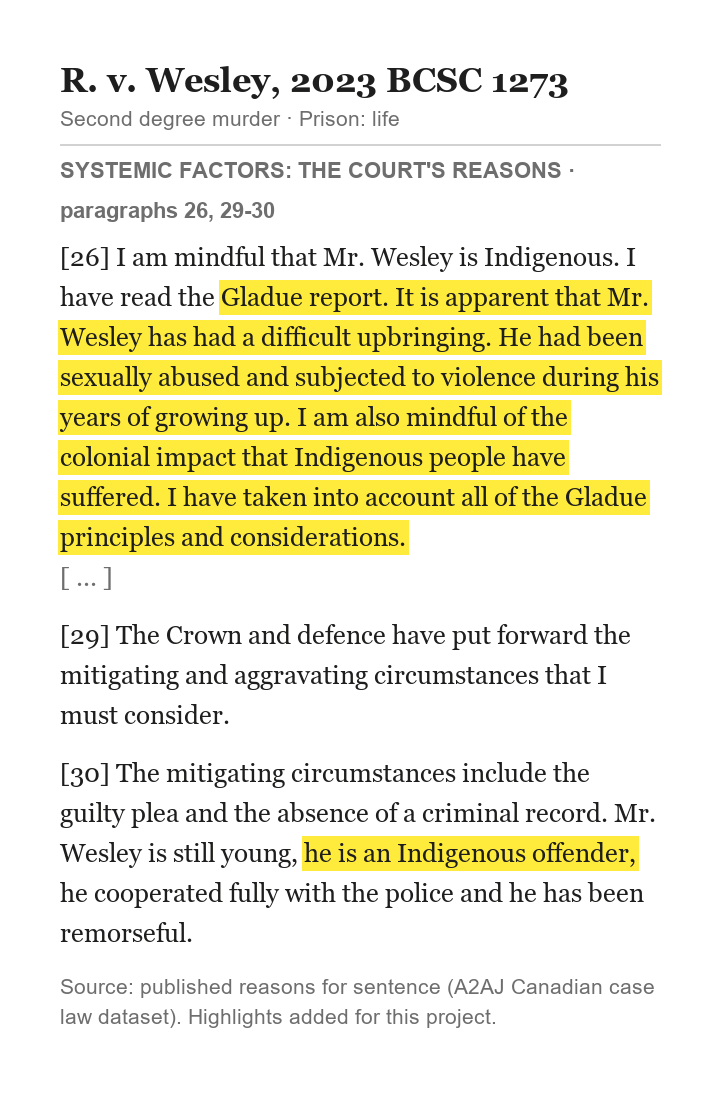 R. v. Wesley, 2023 BCSC 1273
Second degree murder · Prison: life
SYSTEMIC FACTORS: THE COURT'S REASONS ·
paragraphs 26, 29-30
[26] I am mindful that Mr. Wesley is Indigenous. I
have read the Gladue report. It is apparent that Mr.
Wesley has had a difficult upbringing. He had been
sexually abused and subjected to violence during his
years of growing up. I am also mindful of the
colonial impact that Indigenous people have
suffered. I have taken into account all of the Gladue
principles and considerations.
[ ... ]
[29] The Crown and defence have put forward the
mitigating and aggravating circumstances that I
must consider.
[30] The mitigating circumstances include the
guilty plea and the absence of a criminal record. Mr.
Wesley is still young, he is an Indigenous offender,
he cooperated fully with the police and he has been
remorseful.
Source: published reasons for sentence (A2AJ Canadian case
law dataset). Highlights added for this project.